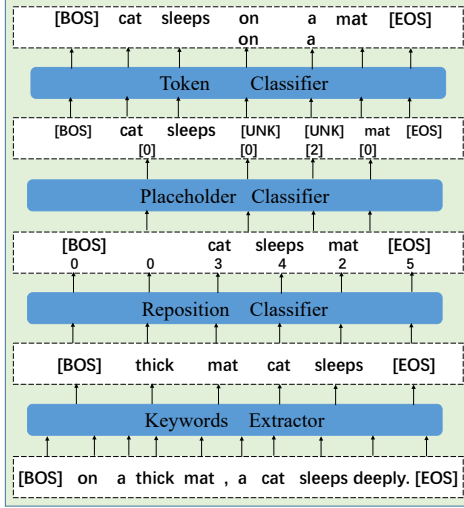 [BOS] cat sleeps on a mat [EOS]
on a
Token Classifier
[BOS] cat sleeps [UNK] [UNK] mat [EOS]
[0] [0] [2] [0]
Placeholder Classifier
[BOS] cat sleeps mat [EOS]
0 0 3 4 2 5
Reposition Classifier
[BOS] thick mat cat sleeps [EOS]
Keywords Extractor
[BOS] on a thick mat , a cat sleeps deeply. [EOS]